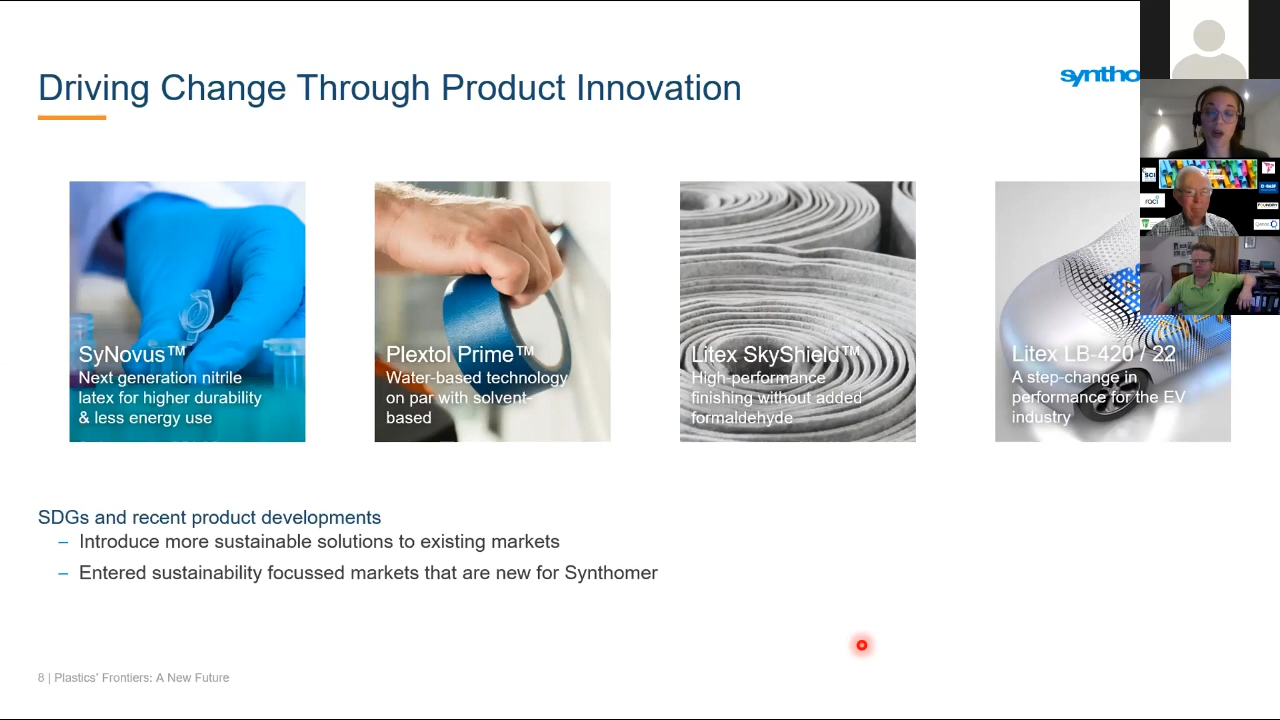 Driving Change Through Product Innovation
syntho
SyNovus™
Next generation nitrile
latex for higher durability
& less energy use
Plextol Prime™
Water-based technology
on par with solvent-
based
Litex SkyShield™
High-performance
finishing without added
formaldehyde
Litex LB-420 / 22
A step-change in
performance for the EV
industry
SCI
raci
FOUNDRY
SDGs and recent product developments
– Introduce more sustainable solutions to existing markets
– Entered sustainability focussed markets that are new for Synthomer
8 | Plastics' Frontiers: A New Future